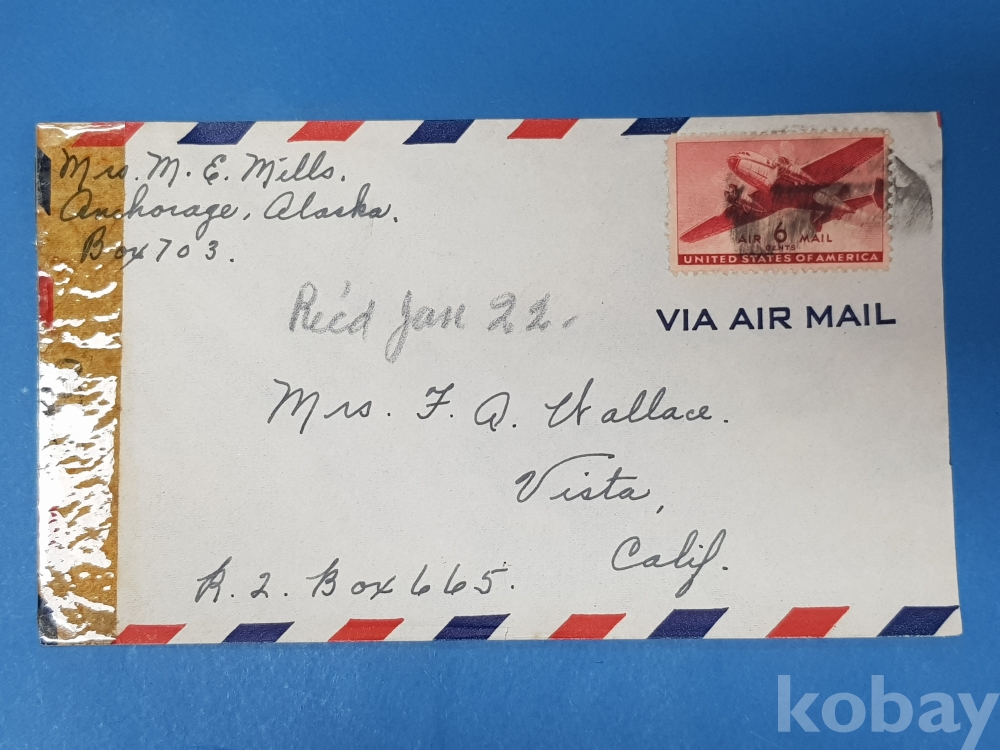 Mrs. M. E. Mills.
Anchorage, Alaska.
Box 703.
AIR 6 MAIL
CENTS
UNITED STATES OF AMERICA
VIA AIR MAIL
Rec'd Jan 22.
Mrs. F. A. Wallace.
Vista,
Calif.
R. 2. Box 665.
kobay